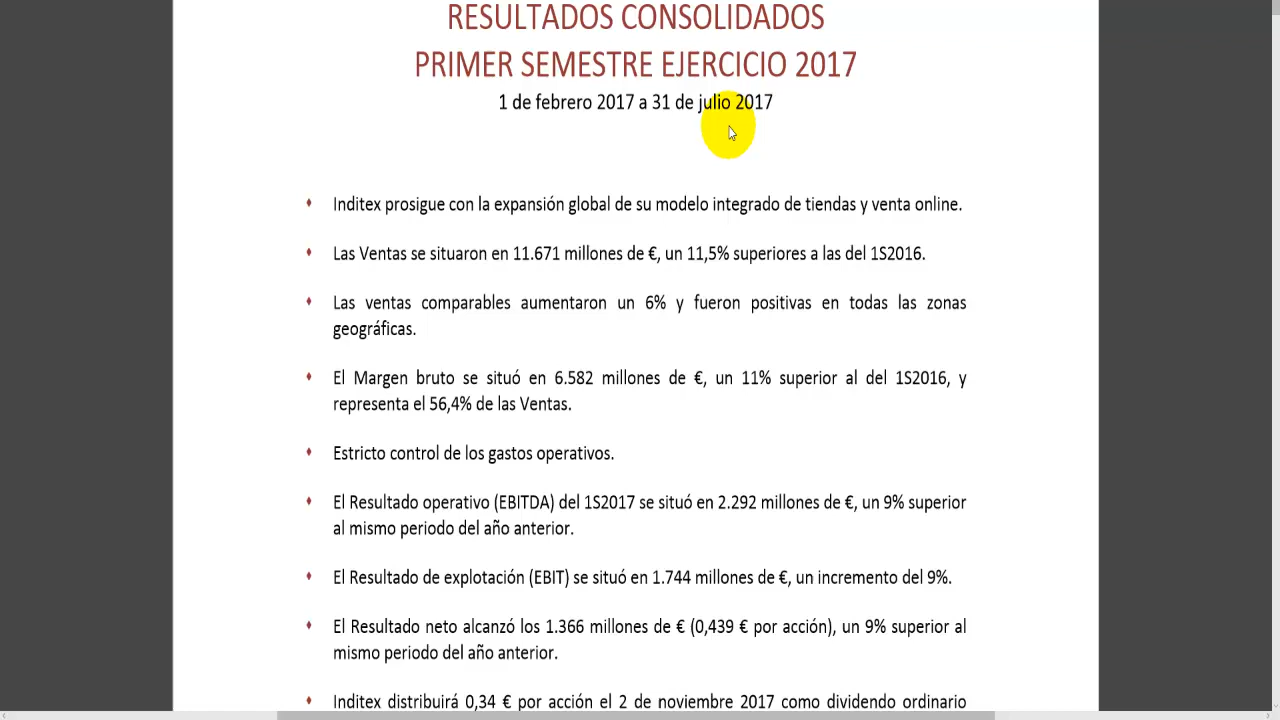 RESULTADOS CONSOLIDADOS
PRIMER SEMESTRE EJERCICIO 2017
1 de febrero 2017 a 31 de julio 2017
Inditex prosigue con la expansión global de su modelo integrado de tiendas y venta online.
Las Ventas se situaron en 11.671 millones de €, un 11,5% superiores a las del 1S2016.
Las ventas comparables aumentaron un 6% y fueron positivas en todas las zonas
geográficas.
El Margen bruto se situó en 6.582 millones de €, un 11% superior al del 1S2016, y
representa el 56,4% de las Ventas.
Estricto control de los gastos operativos.
El Resultado operativo (EBITDA) del 1S2017 se situó en 2.292 millones de €, un 9% superior
al mismo periodo del año anterior.
El Resultado de explotación (EBIT) se situó en 1.744 millones de €, un incremento del 9%.
El Resultado neto alcanzó los 1.366 millones de € (0,439 € por acción), un 9% superior al
mismo periodo del año anterior.
Inditex distribuirá 0,34 € por acción el 2 de noviembre 2017 como dividendo ordinario